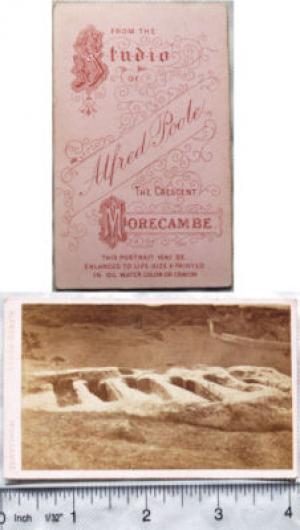 FROM THE
Studio
OF
Alfred Poole
THE CRESCENT
MORECAMBE
THIS PORTRAIT MAY BE
ENLARGED TO LIFE SIZE & PAINTED
IN OIL WATER COLOR OR CRAYON
0 Inch 1/32" 1 2 3 4